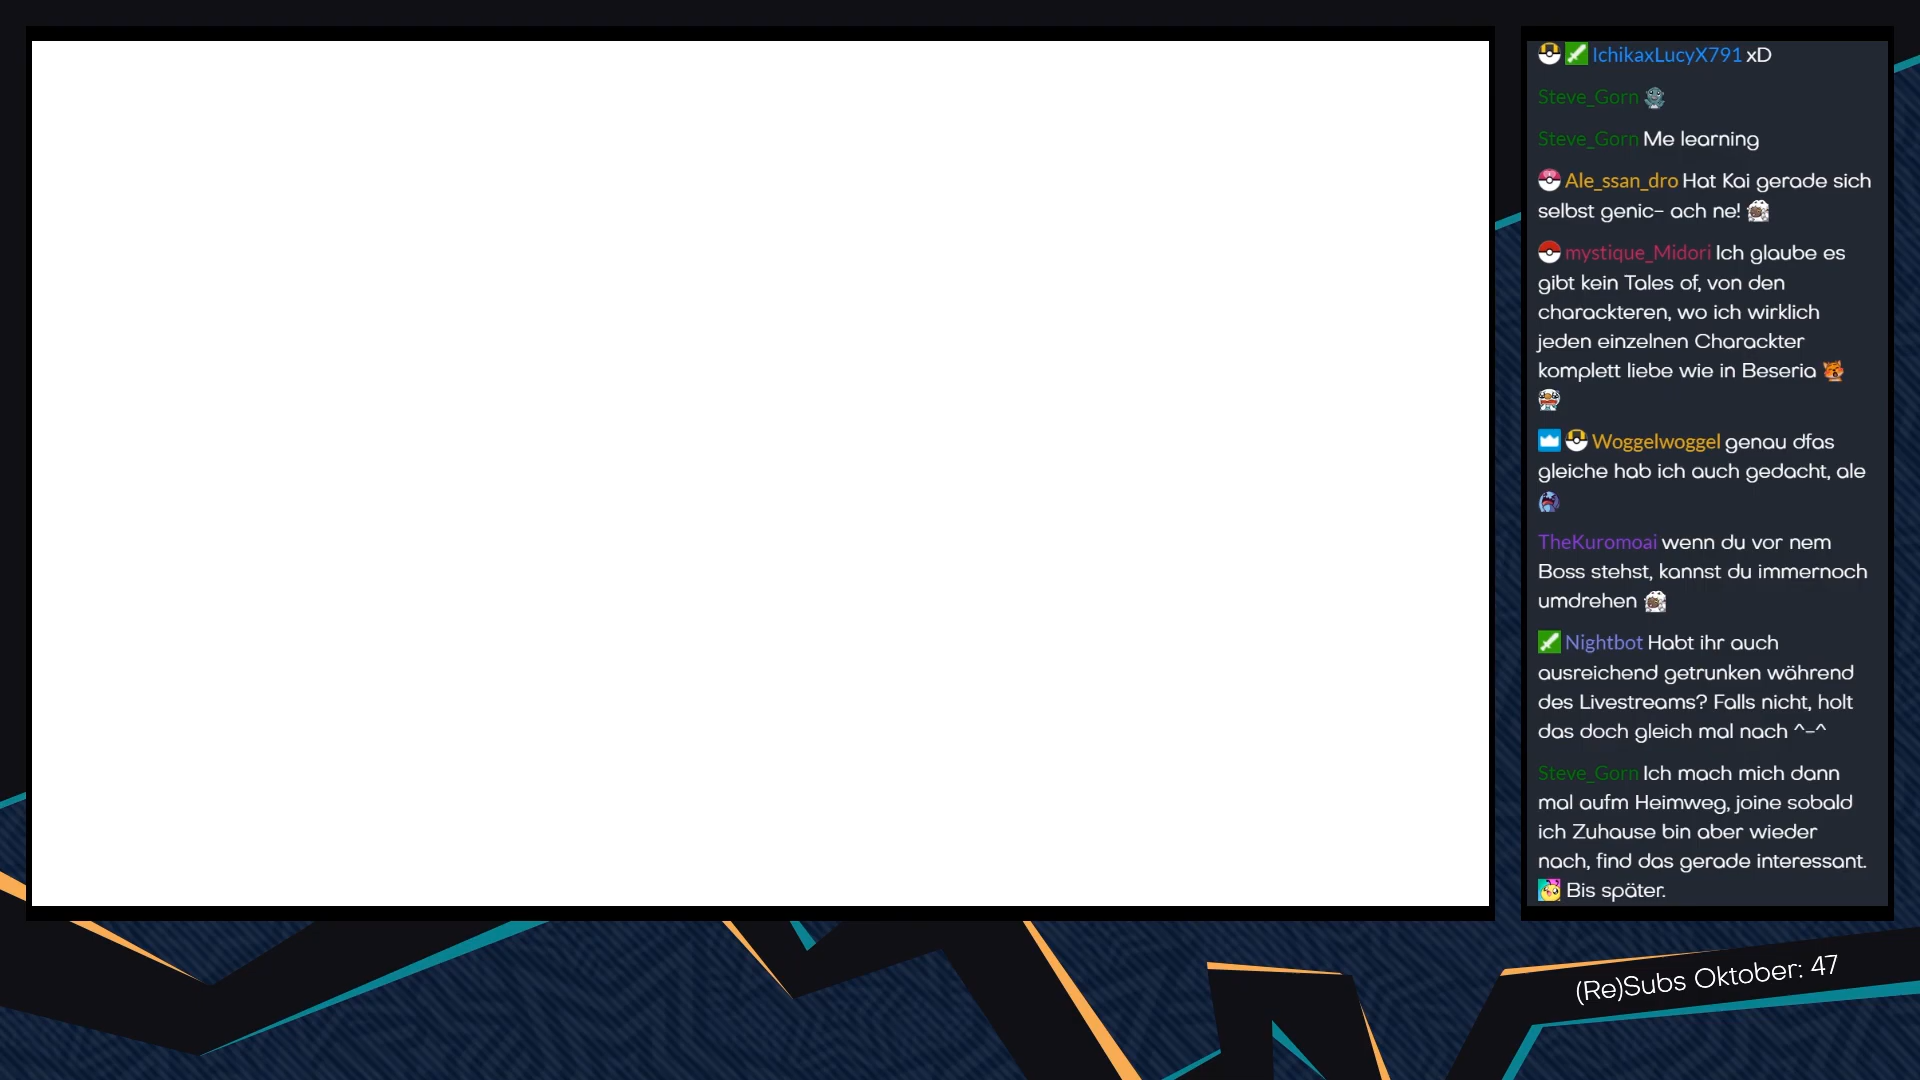 IchikaxLucyX791 xD
Steve_Gorn
Steve_Gorn Me learning
Ale_ssan_dro Hat Kai gerade sich
selbst genic- ach ne!
mystique_Midori Ich glaube es
gibt kein Tales of, von den
charackteren, wo ich wirklich
jeden einzelnen Charackter
komplett liebe wie in Beseria
Woggelwoggel genau dfas
gleiche hab ich auch gedacht, ale
TheKuromoai wenn du vor nem
Boss stehst, kannst du immernoch
umdrehen
Nightbot Habt ihr auch
ausreichend getrunken während
des Livestreams? Falls nicht, holt
das doch gleich mal nach ^-^
Steve_Gorn Ich mach mich dann
mal aufm Heimweg, joine sobald
ich Zuhause bin aber wieder
nach, find das gerade interessant.
Bis später.
(Re)Subs Oktober: 47